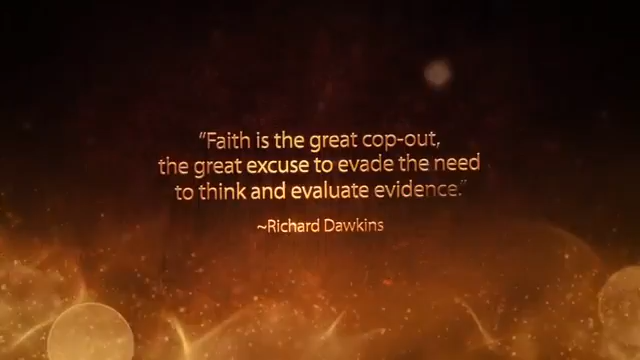 “Faith is the great cop-out,
the great excuse to evade the need
to think and evaluate evidence.”
~Richard Dawkins